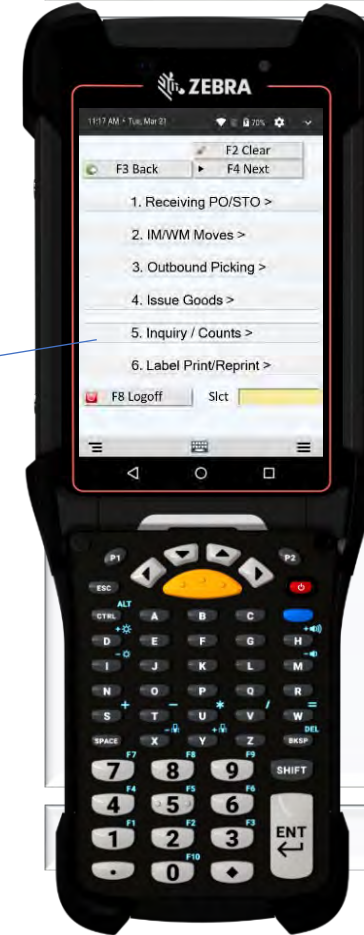 ZEBRA
11:17 AM • Tue, Mar 21 70%
F2 Clear
F3 Back F4 Next
1. Receiving PO/STO >
2. IM/WM Moves >
3. Outbound Picking >
4. Issue Goods >
5. Inquiry / Counts >
6. Label Print/Reprint >
F8 Logoff Slct
P1 P2
ESC
ALT
CTRL A B C
D E F G H
I J K L M
N O P Q R
+ - * / =
S T U V W
DEL
SPACE X Y Z BKSP
F7 F8 F9
7 8 9 SHIFT
F4 F5 F6
4 5 6
F1 F2 F3
1 2 3 ENT
F10
. 0